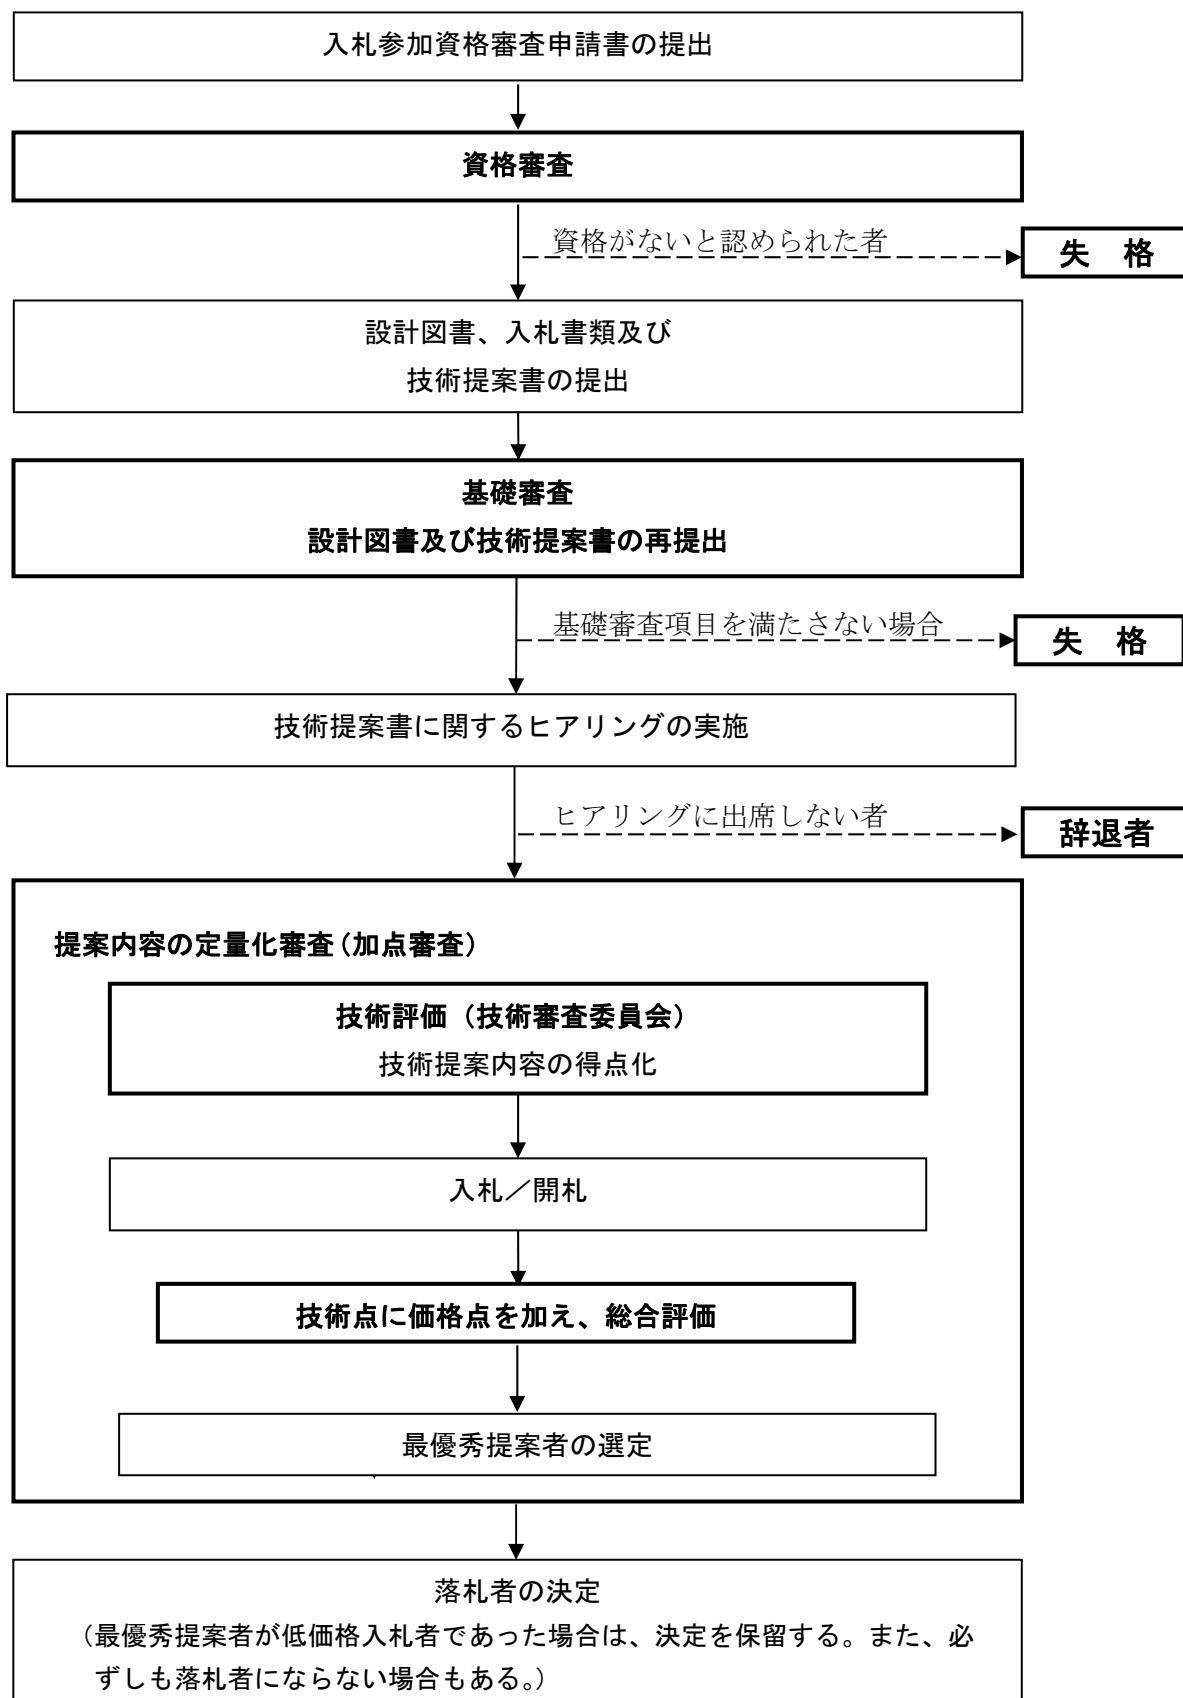 入札参加資格審査申請書の提出
資格審査
資格がないと認められた者
失　格
設計図書、入札書類及び
技術提案書の提出
基礎審査
設計図書及び技術提案書の再提出
基礎審査項目を満たさない場合
失　格
技術提案書に関するヒアリングの実施
ヒアリングに出席しない者
辞退者
提案内容の定量化審査（加点審査）
技術評価（技術審査委員会）
技術提案内容の得点化
入札／開札
技術点に価格点を加え、総合評価
最優秀提案者の選定
落札者の決定
（最優秀提案者が低価格入札者であった場合は、決定を保留する。また、必
ずしも落札者にならない場合もある。）